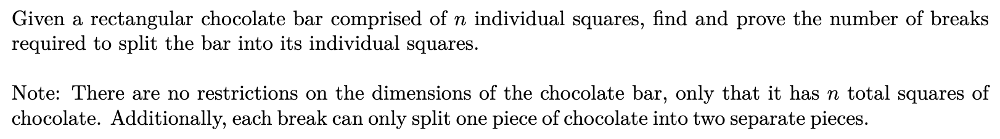 Given a rectangular chocolate bar comprised of n individual squares, find and prove the number of breaks
required to split the bar into its individual squares.
Note: There are no restrictions on the dimensions of the chocolate bar, only that it has n total squares of
chocolate. Additionally, each break can only split one piece of chocolate into two separate pieces.